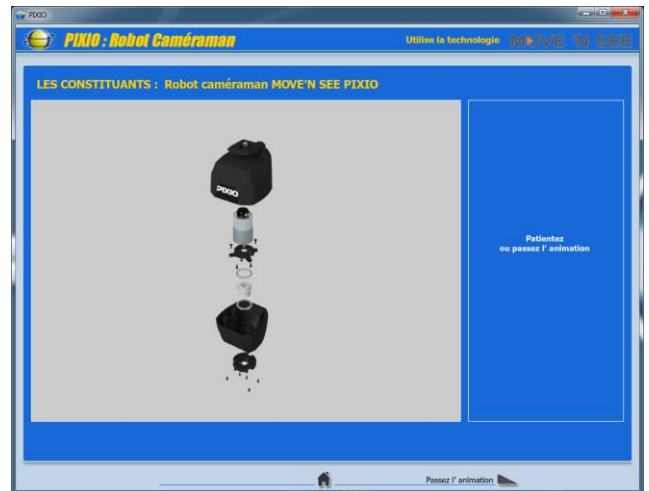 PIXIO
PIXIO : Robot Caméraman
Utilise la technologie MOVE 'N SEE
LES CONSTITUANTS : Robot caméraman MOVE'N SEE PIXIO
PIXIO
Patientez
ou passez l' animation
Passez l' animation